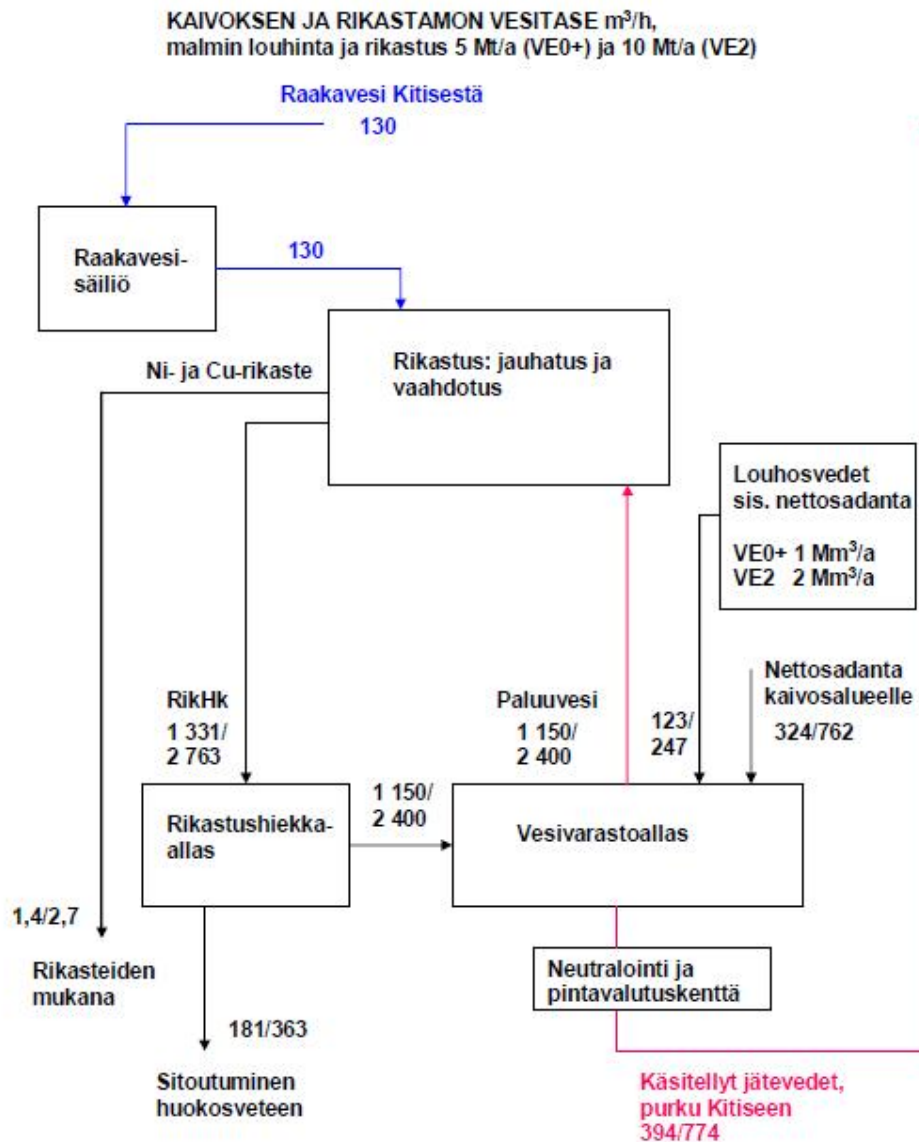 KAIVOKSEN JA RIKASTAMON VESITASE m³/h,
malmin louhinta ja rikastus 5 Mt/a (VE0+) ja 10 Mt/a (VE2)
Raakavesi Kitisestä
130
Raakavesi-
säiliö
130
Rikastus: jauhatus ja
vaahdotus
Ni- ja Cu-rikaste
Louhosvedet
sis. nettosadanta
VE0+ 1 Mm³/a
VE2 2 Mm³/a
Nettosadanta
kaivosalueelle
324/762
RikHk
1 331/
2 763
Paluuvesi
1 150/
2 400
123/
247
Rikastushiekka-
allas
1 150/
2 400
Vesivarastoallas
1,4/2,7
Rikasteiden
mukana
Neutralointi ja
pintavalutuskenttä
181/363
Sitoutuminen
huokosveteen
Käsitellyt jätevedet,
purku Kitiseen
394/774